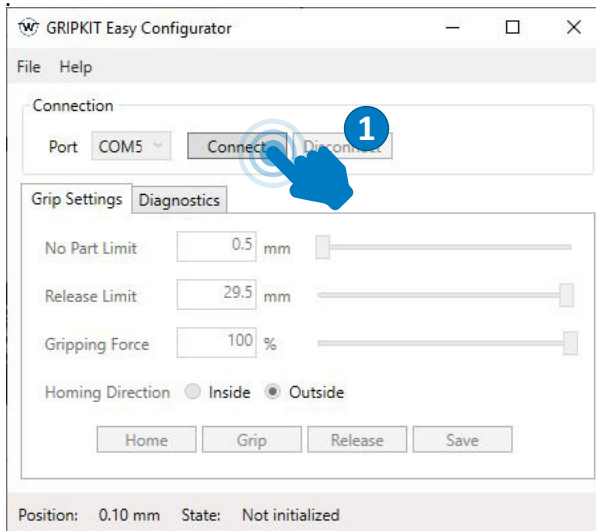 GRIPKIT Easy Configurator
File Help
Connection
Port COM5 Connect Disconnect
1
Grip Settings Diagnostics
No Part Limit 0.5 mm
Release Limit 29.5 mm
Gripping Force 100 %
Homing Direction Inside Outside
Home Grip Release Save
Position: 0.10 mm State: Not initialized